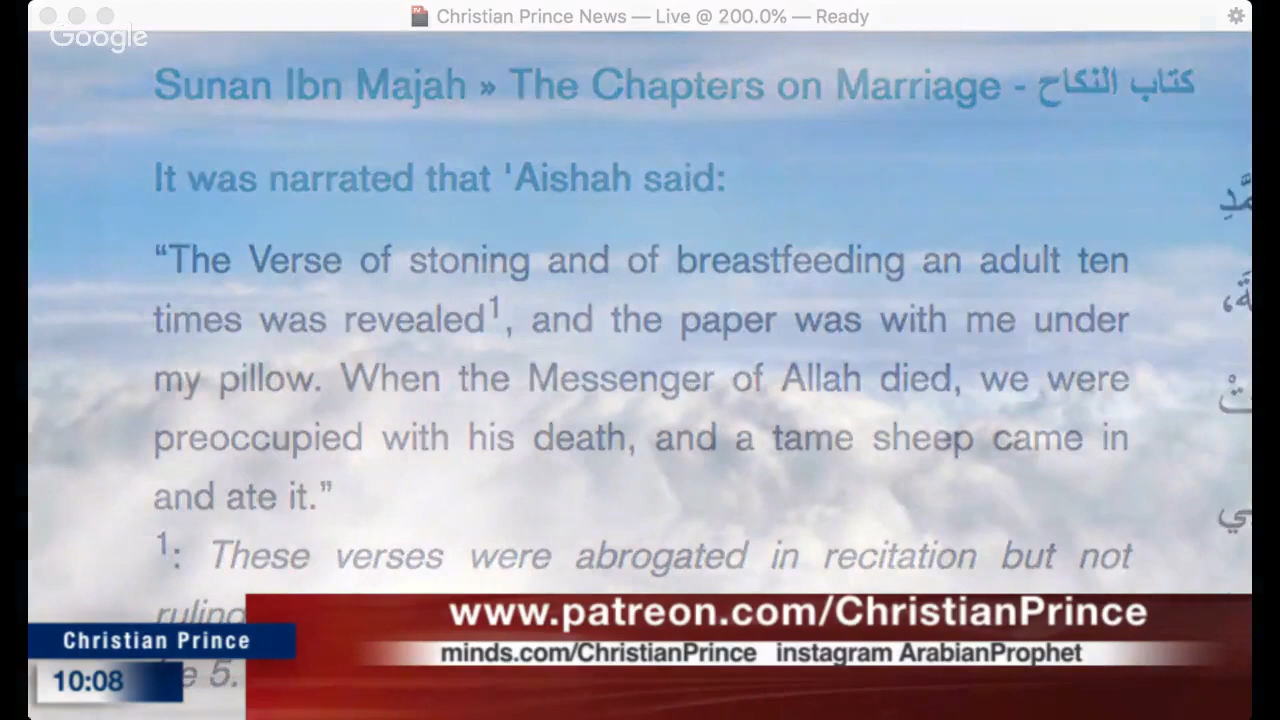 Christian Prince News — Live @ 200.0% — Ready
Google
Sunan Ibn Majah » The Chapters on Marriage - كتاب النكاح
It was narrated that 'Aishah said:
“The Verse of stoning and of breastfeeding an adult ten
times was revealed¹, and the paper was with me under
my pillow. When the Messenger of Allah died, we were
preoccupied with his death, and a tame sheep came in
and ate it.”
¹: These verses were abrogated in recitation but not
ruling
5.
www.patreon.com/ChristianPrince
Christian Prince
minds.com/ChristianPrince instagram ArabianProphet
10:08